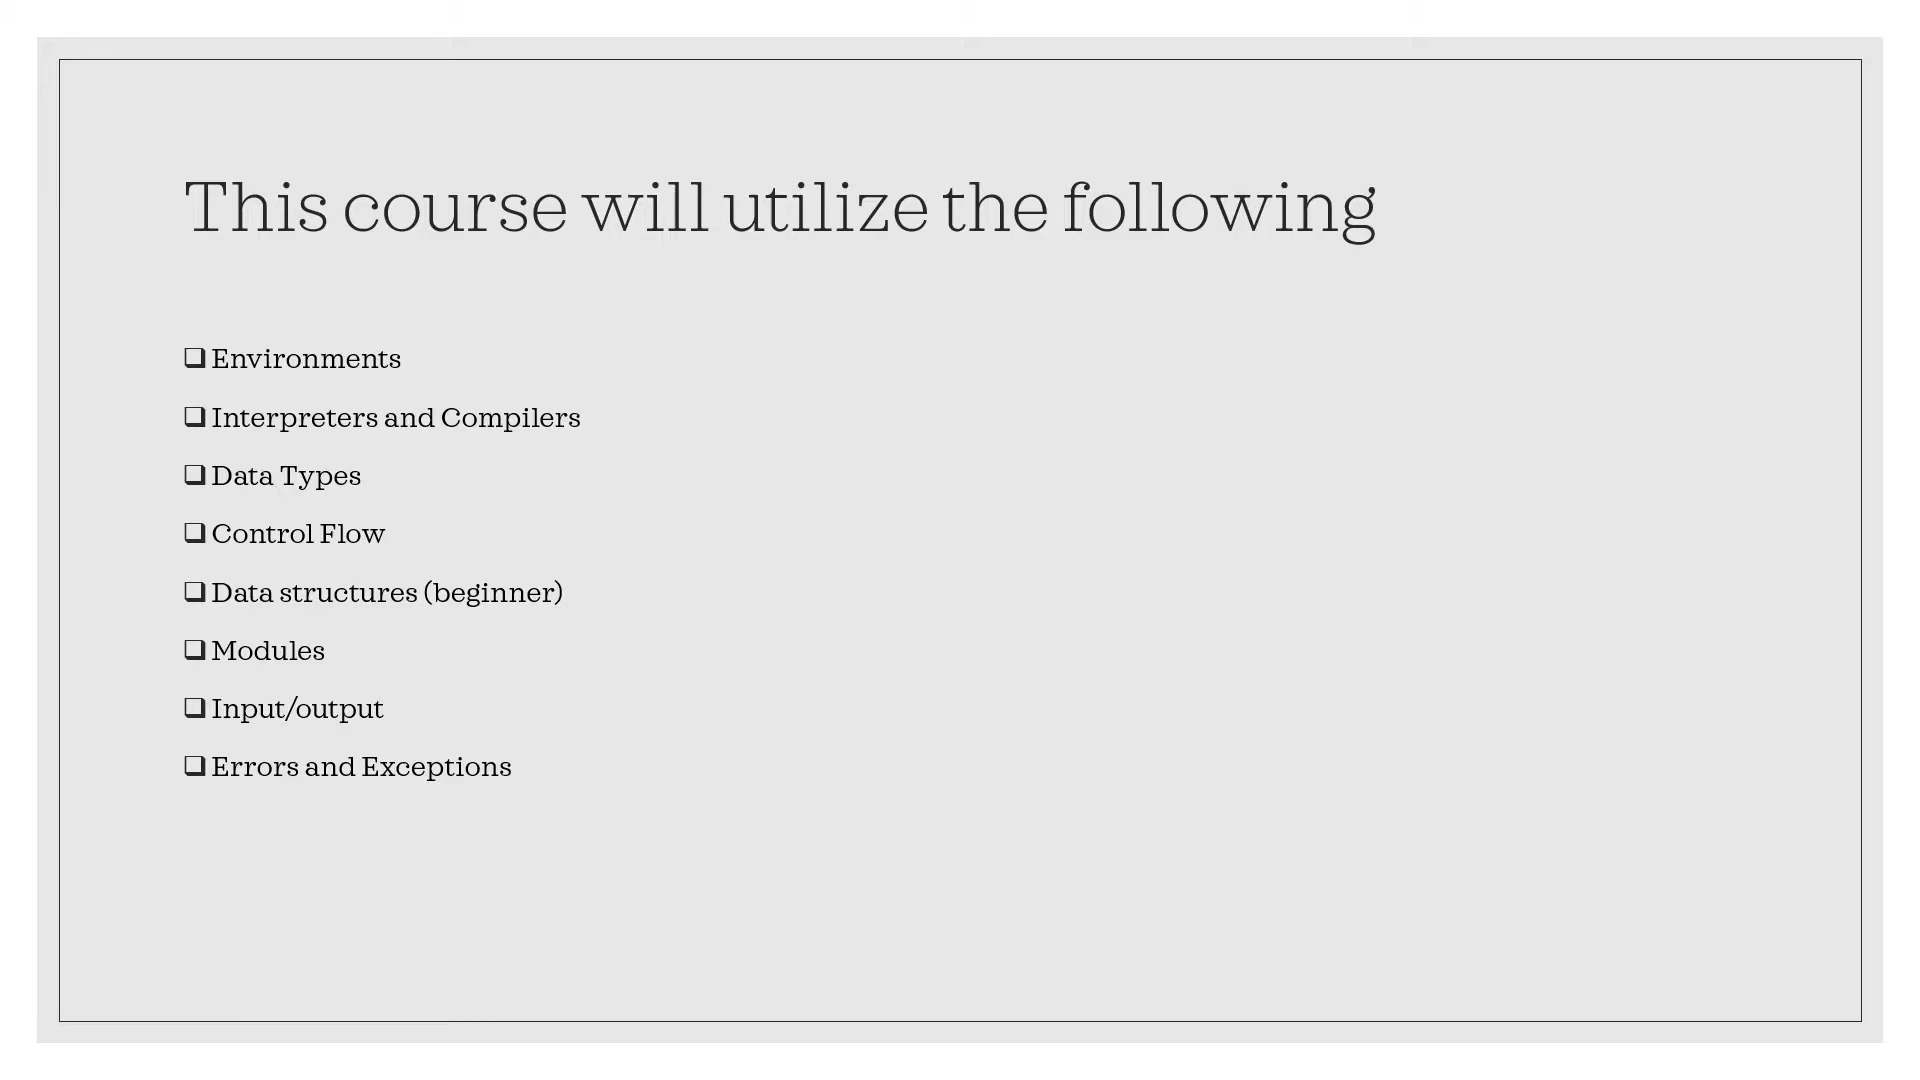 This course will utilize the following
Environments
Interpreters and Compilers
Data Types
Control Flow
Data structures (beginner)
Modules
Input/output
Errors and Exceptions